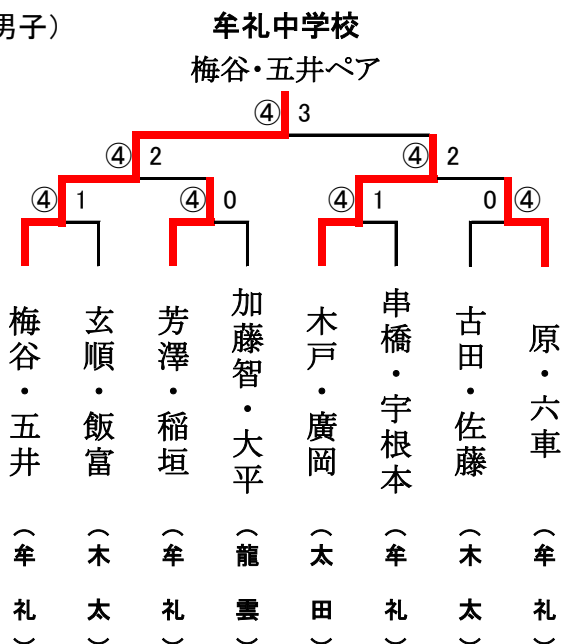 男子）
牟礼中学校
梅谷・五井ペア
④ 3
④ 2
④ 2
④ 1
④ 0
④ 1
0 ④
梅谷・五井
玄順・飯富
芳澤・稲垣
加藤智・大平
木戸・廣岡
串橋・宇根本
古田・佐藤
原・六車
（牟礼）
（木太）
（牟礼）
（龍雲）
（太田）
（牟礼）
（木太）
（牟礼）